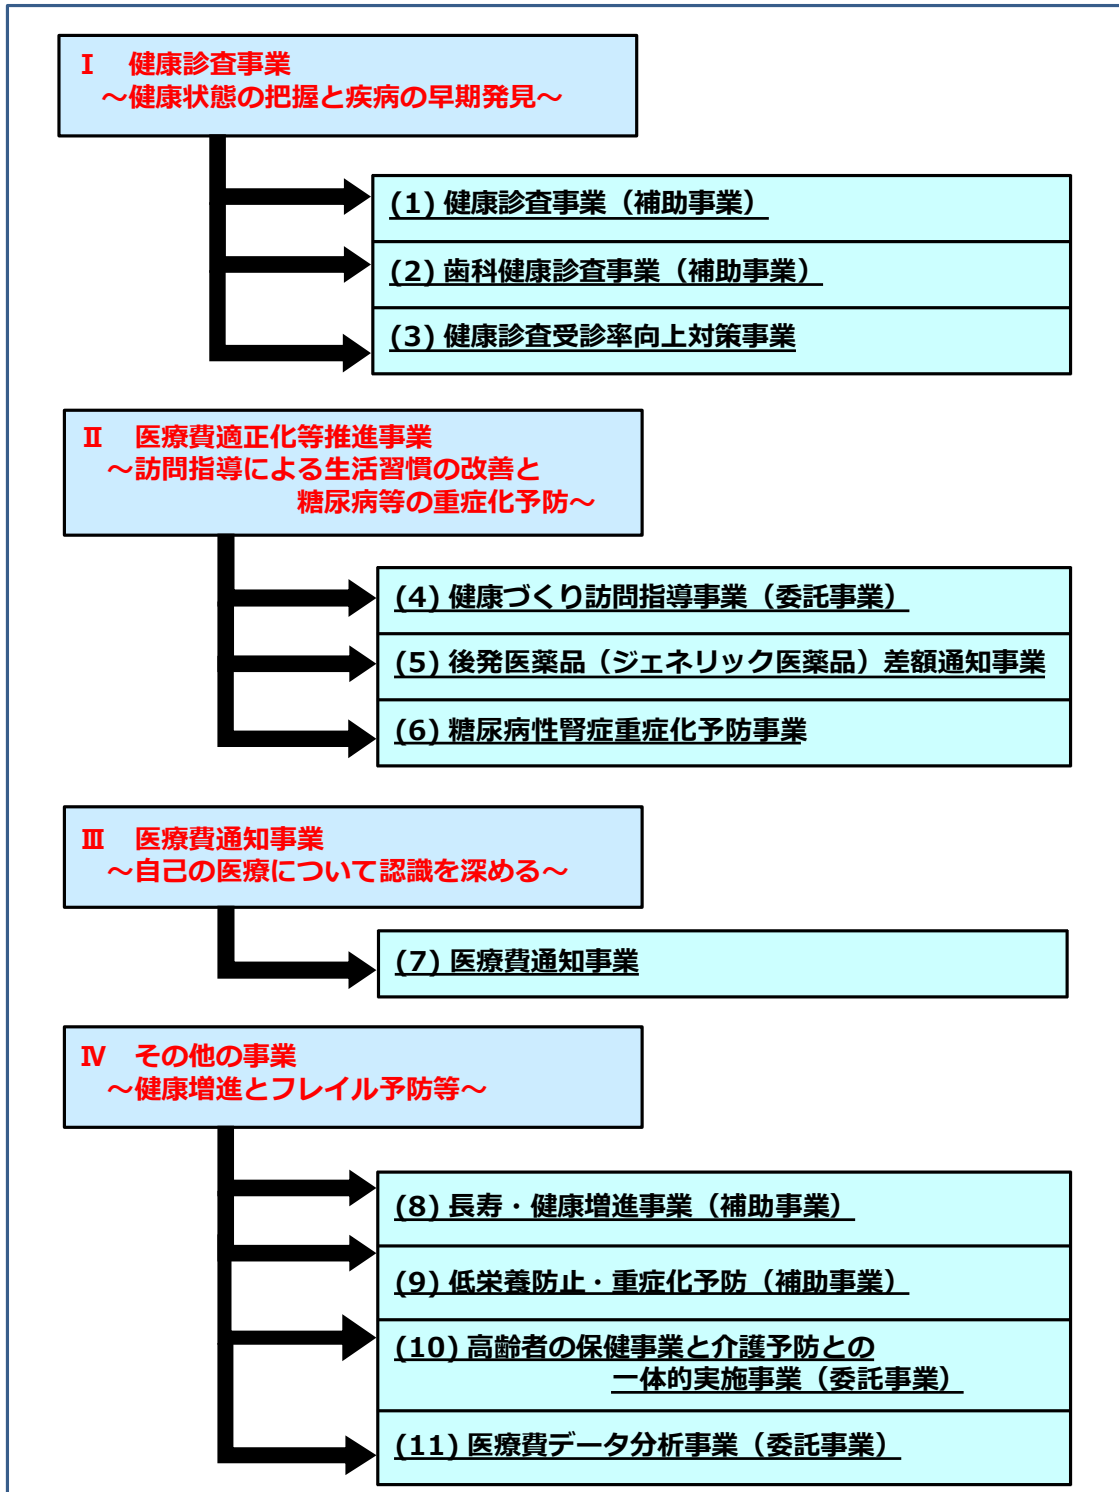 Ⅰ 健康診査事業
～健康状態の把握と疾病の早期発見～
(1) 健康診査事業（補助事業）
(2) 歯科健康診査事業（補助事業）
(3) 健康診査受診率向上対策事業
Ⅱ 医療費適正化等推進事業
～訪問指導による生活習慣の改善と
糖尿病等の重症化予防～
(4) 健康づくり訪問指導事業（委託事業）
(5) 後発医薬品（ジェネリック医薬品）差額通知事業
(6) 糖尿病性腎症重症化予防事業
Ⅲ 医療費通知事業
～自己の医療について認識を深める～
(7) 医療費通知事業
Ⅳ その他の事業
～健康増進とフレイル予防等～
(8) 長寿・健康増進事業（補助事業）
(9) 低栄養防止・重症化予防（補助事業）
(10) 高齢者の保健事業と介護予防との
一体的実施事業（委託事業）
(11) 医療費データ分析事業（委託事業）